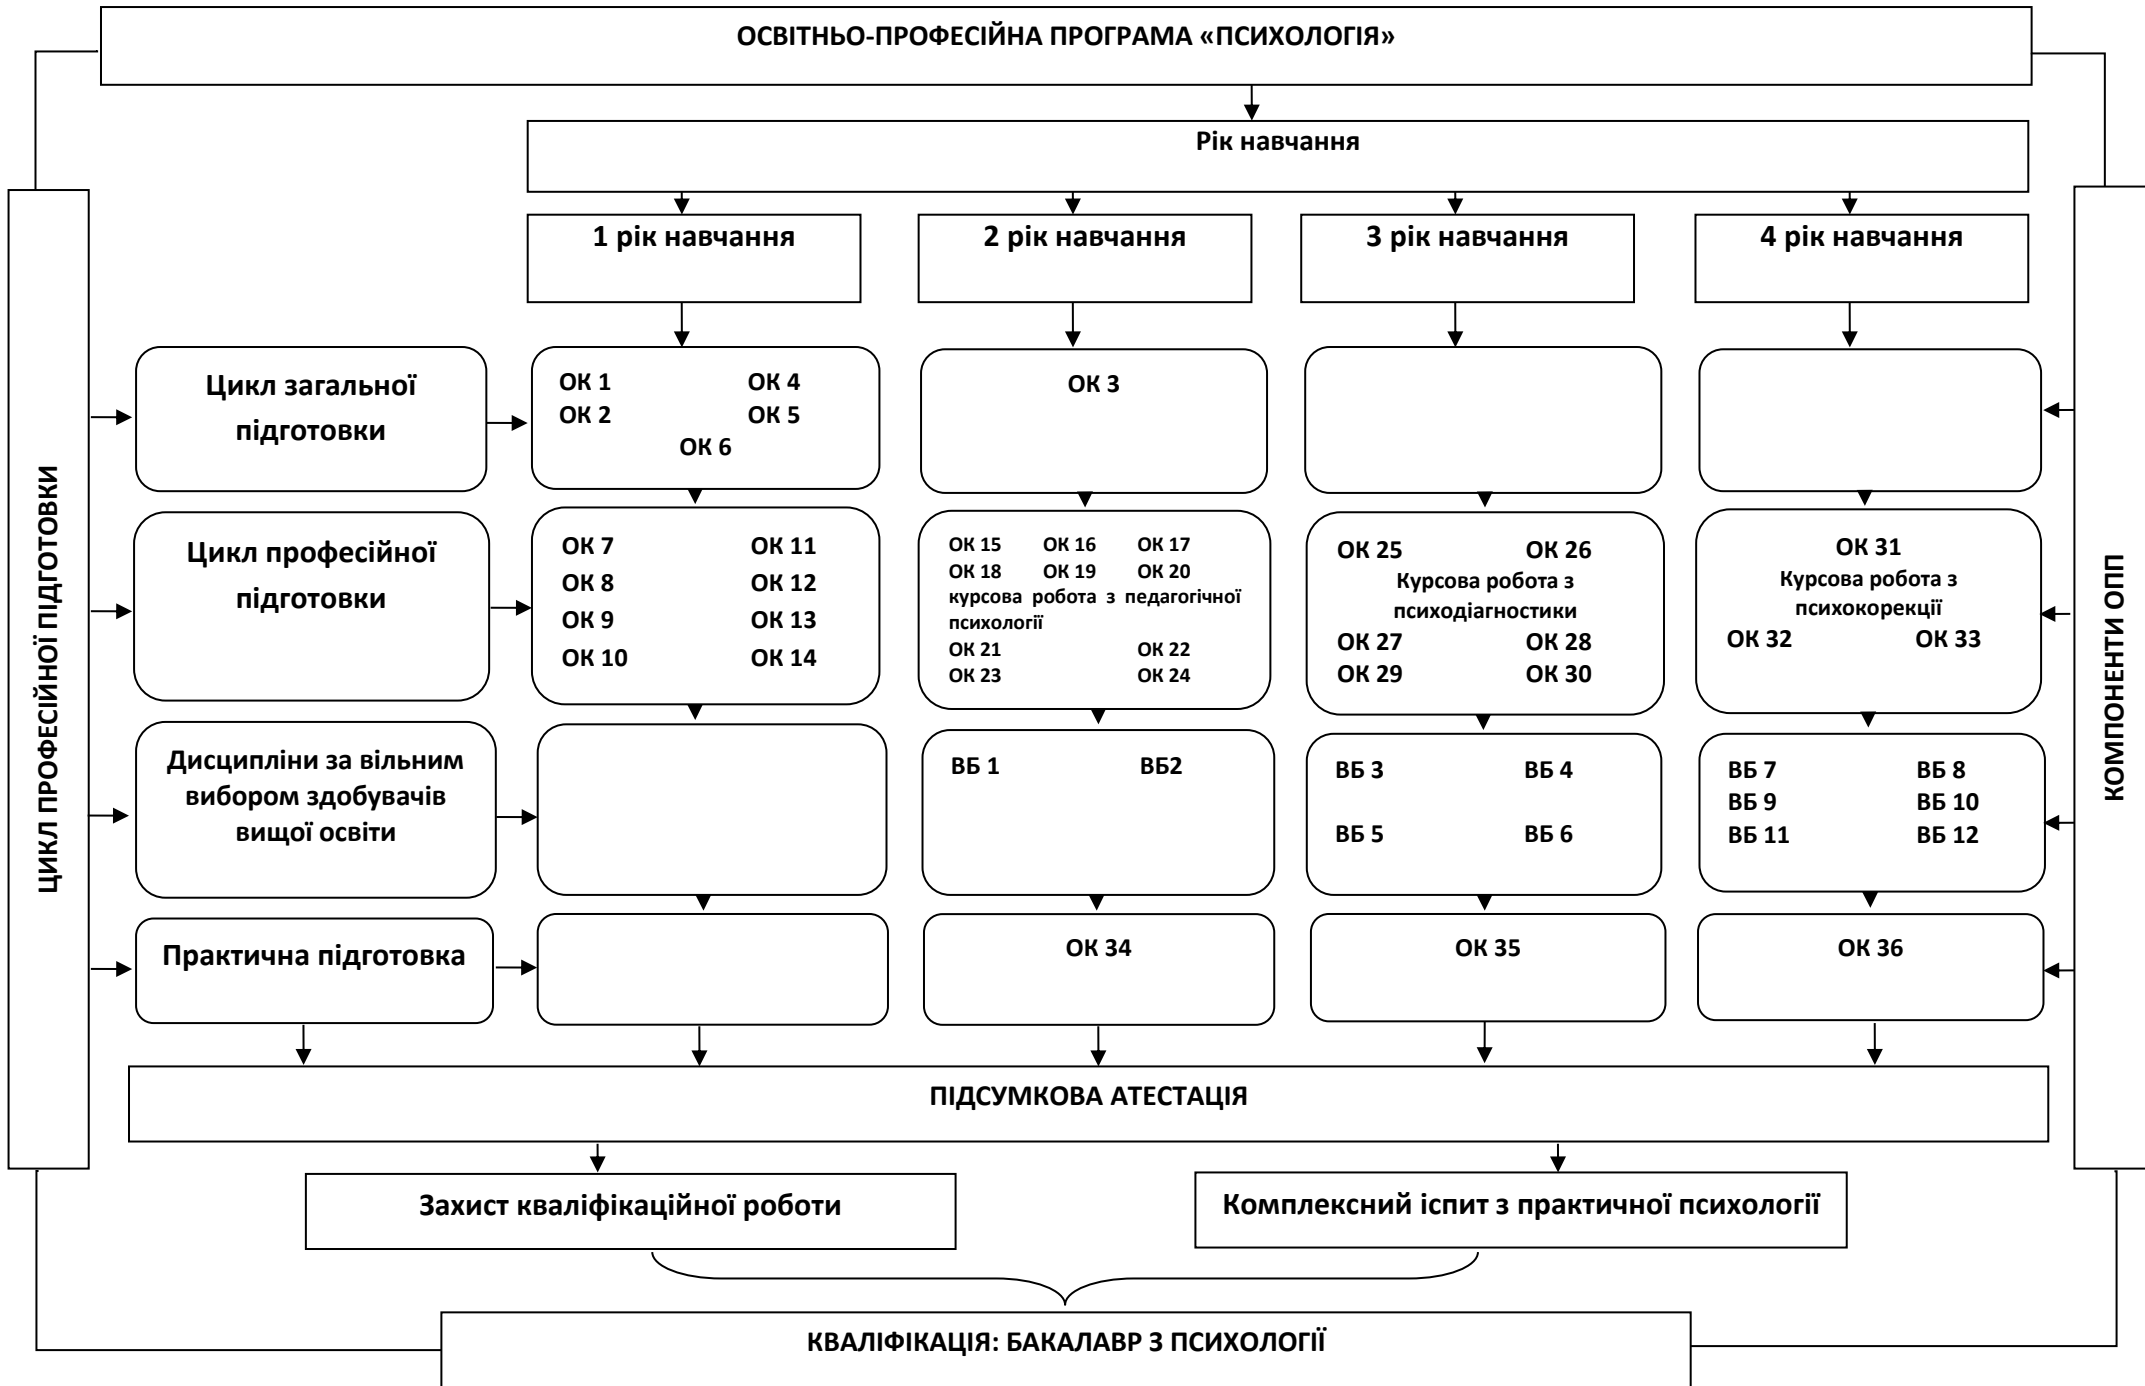 ОСВІТНЬО-ПРОФЕСІЙНА ПРОГРАМА «ПСИХОЛОГІЯ»
Рік навчання
1 рік навчання
2 рік навчання
3 рік навчання
4 рік навчання
ЦИКЛ ПРОФЕСІЙНОЇ ПІДГОТОВКИ
КОМПОНЕНТИ ОПП
Цикл загальної
підготовки
ОК 1 ОК 4
ОК 2 ОК 5
ОК 6
ОК 3
Цикл професійної
підготовки
ОК 7 ОК 11
ОК 8 ОК 12
ОК 9 ОК 13
ОК 10 ОК 14
ОК 15 ОК 16 ОК 17
ОК 18 ОК 19 ОК 20
курсова робота з педагогічної
психології
ОК 21 ОК 22
ОК 23 ОК 24
ОК 25 ОК 26
Курсова робота з
психодіагностики
ОК 27 ОК 28
ОК 29 ОК 30
ОК 31
Курсова робота з
психокорекції
ОК 32 ОК 33
Дисципліни за вільним
вибором здобувачів
вищої освіти
ВБ 1 ВБ2
ВБ 3 ВБ 4
ВБ 5 ВБ 6
ВБ 7 ВБ 8
ВБ 9 ВБ 10
ВБ 11 ВБ 12
Практична підготовка
ОК 34
ОК 35
ОК 36
ПІДСУМКОВА АТЕСТАЦІЯ
Захист кваліфікаційної роботи
Комплексний іспит з практичної психології
КВАЛІФІКАЦІЯ: БАКАЛАВР З ПСИХОЛОГІЇ